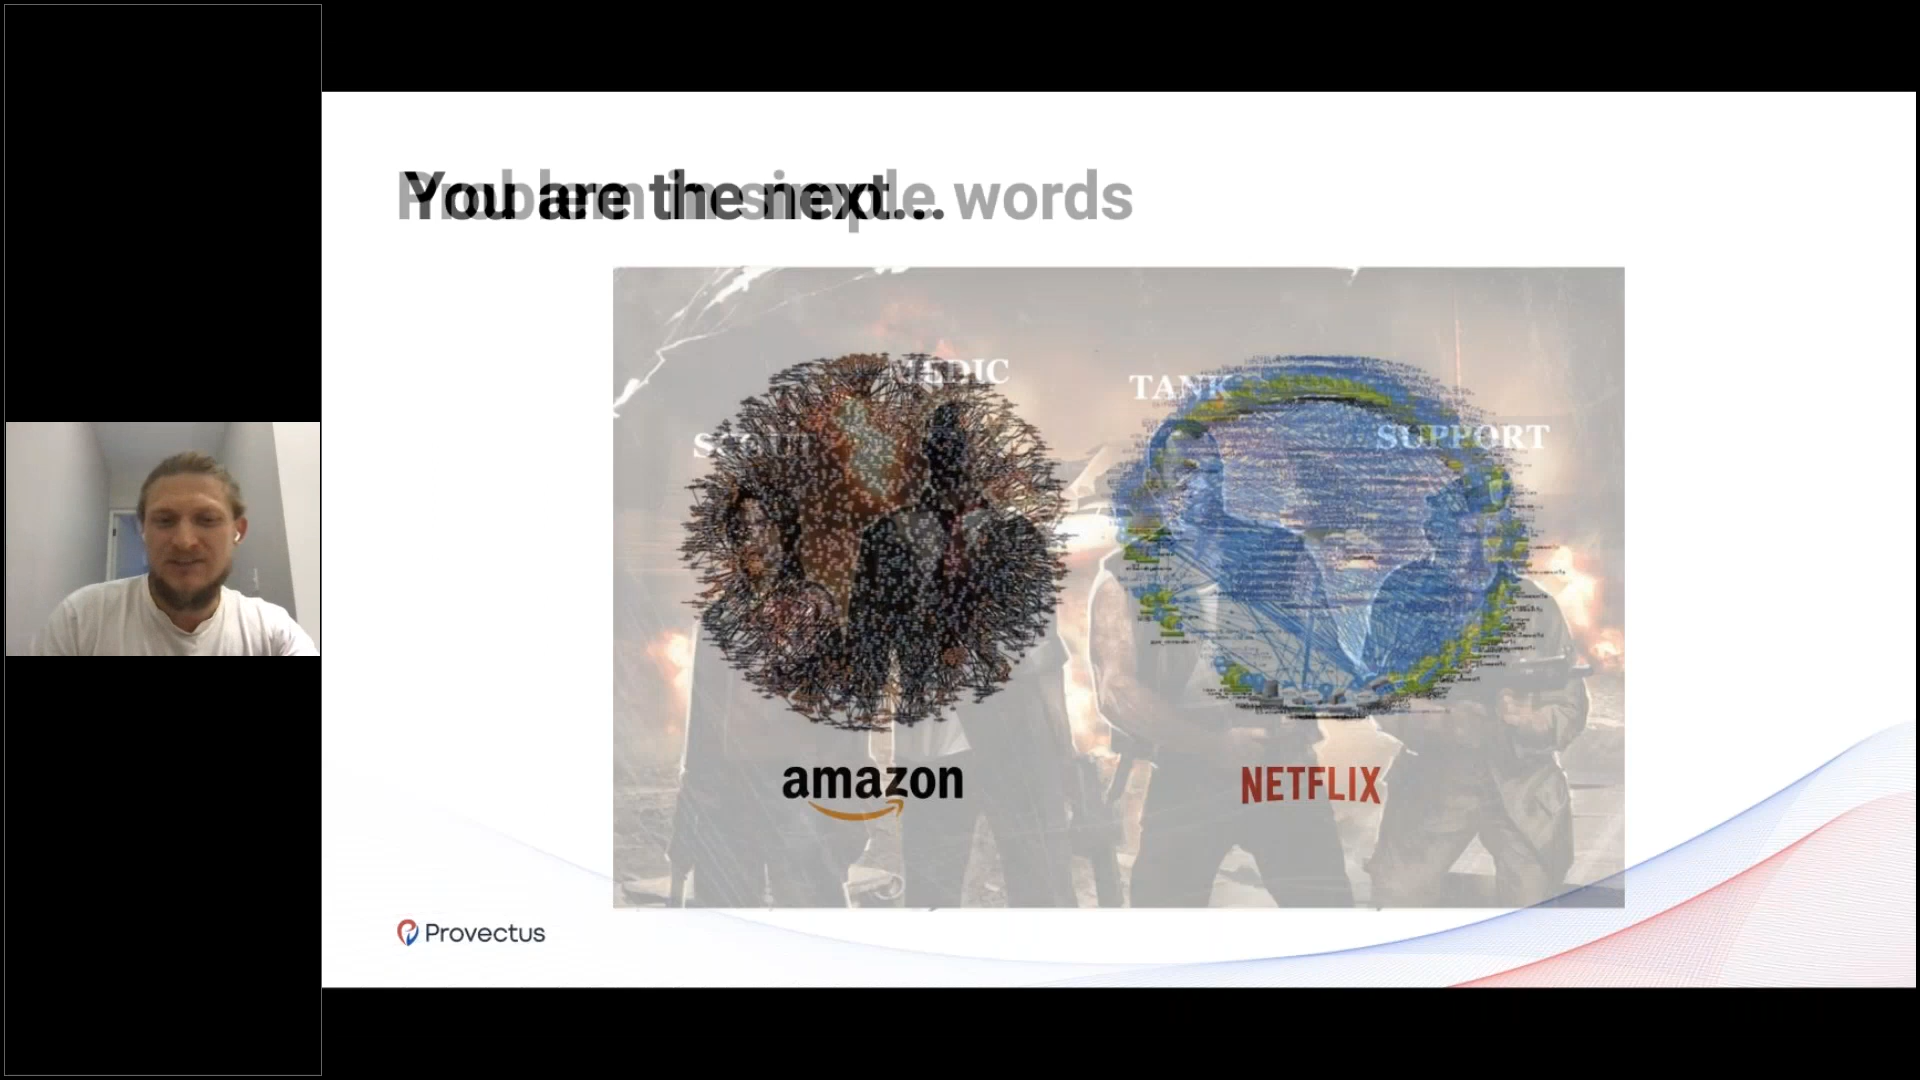 You are the next...
Problem in simple words
MEDIC
TANK
SUPPORT
SCOUT
amazon
NETFLIX
Provectus